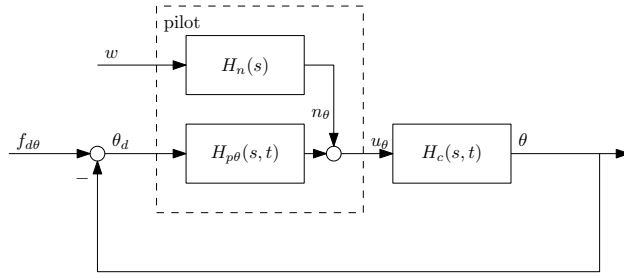 pilot
w
H_n(s)
n_θ
f_{dθ}
θ_d
H_{pθ}(s, t)
u_θ
H_c(s, t)
θ
−